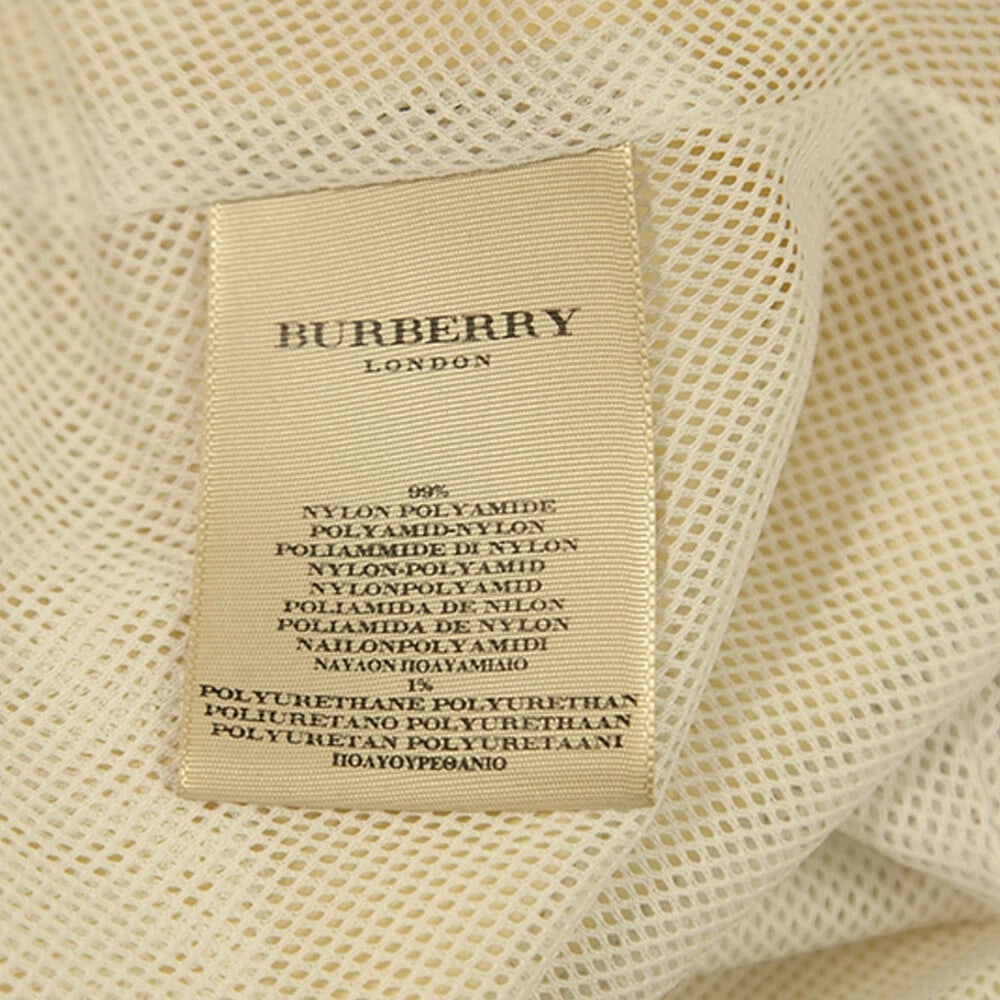 BURBERRY
LONDON
99%
NYLON POLYAMIDE
POLYAMID-NYLON
POLIAMMIDE DI NYLON
NYLON-POLYAMID
NYLONPOLYAMID
POLIAMIDA DE NILON
POLIAMIDA DE NYLON
NAILONPOLYAMIDI
ΝΑΥΛΟΝ ΠΟΛΥΑΜΙΔΙΟ
1%
POLYURETHANE POLYURETHAN
POLIURETANO POLYURETHAAN
POLYURETAN POLYURETAANI
ΠΟΛΥΟΥΡΕΘΑΝΙΟ